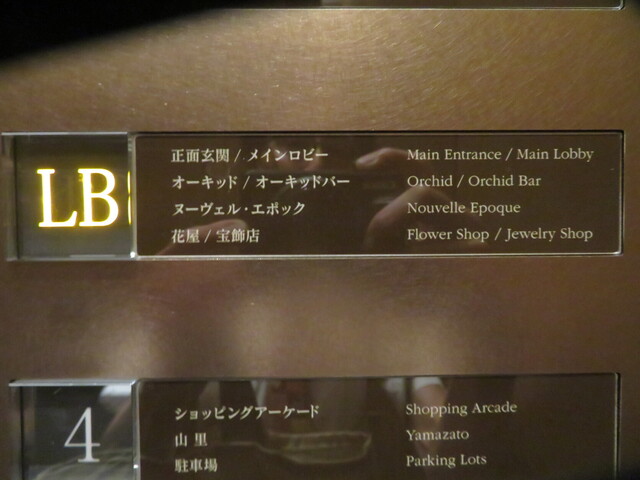 LB
正面玄関 / メインロビー Main Entrance / Main Lobby
オーキッド / オーキッドバー Orchid / Orchid Bar
ヌーヴェル・エポック Nouvelle Epoque
花屋 / 宝飾店 Flower Shop / Jewelry Shop
4
ショッピングアーケード Shopping Arcade
山里 Yamazato
駐車場 Parking Lots